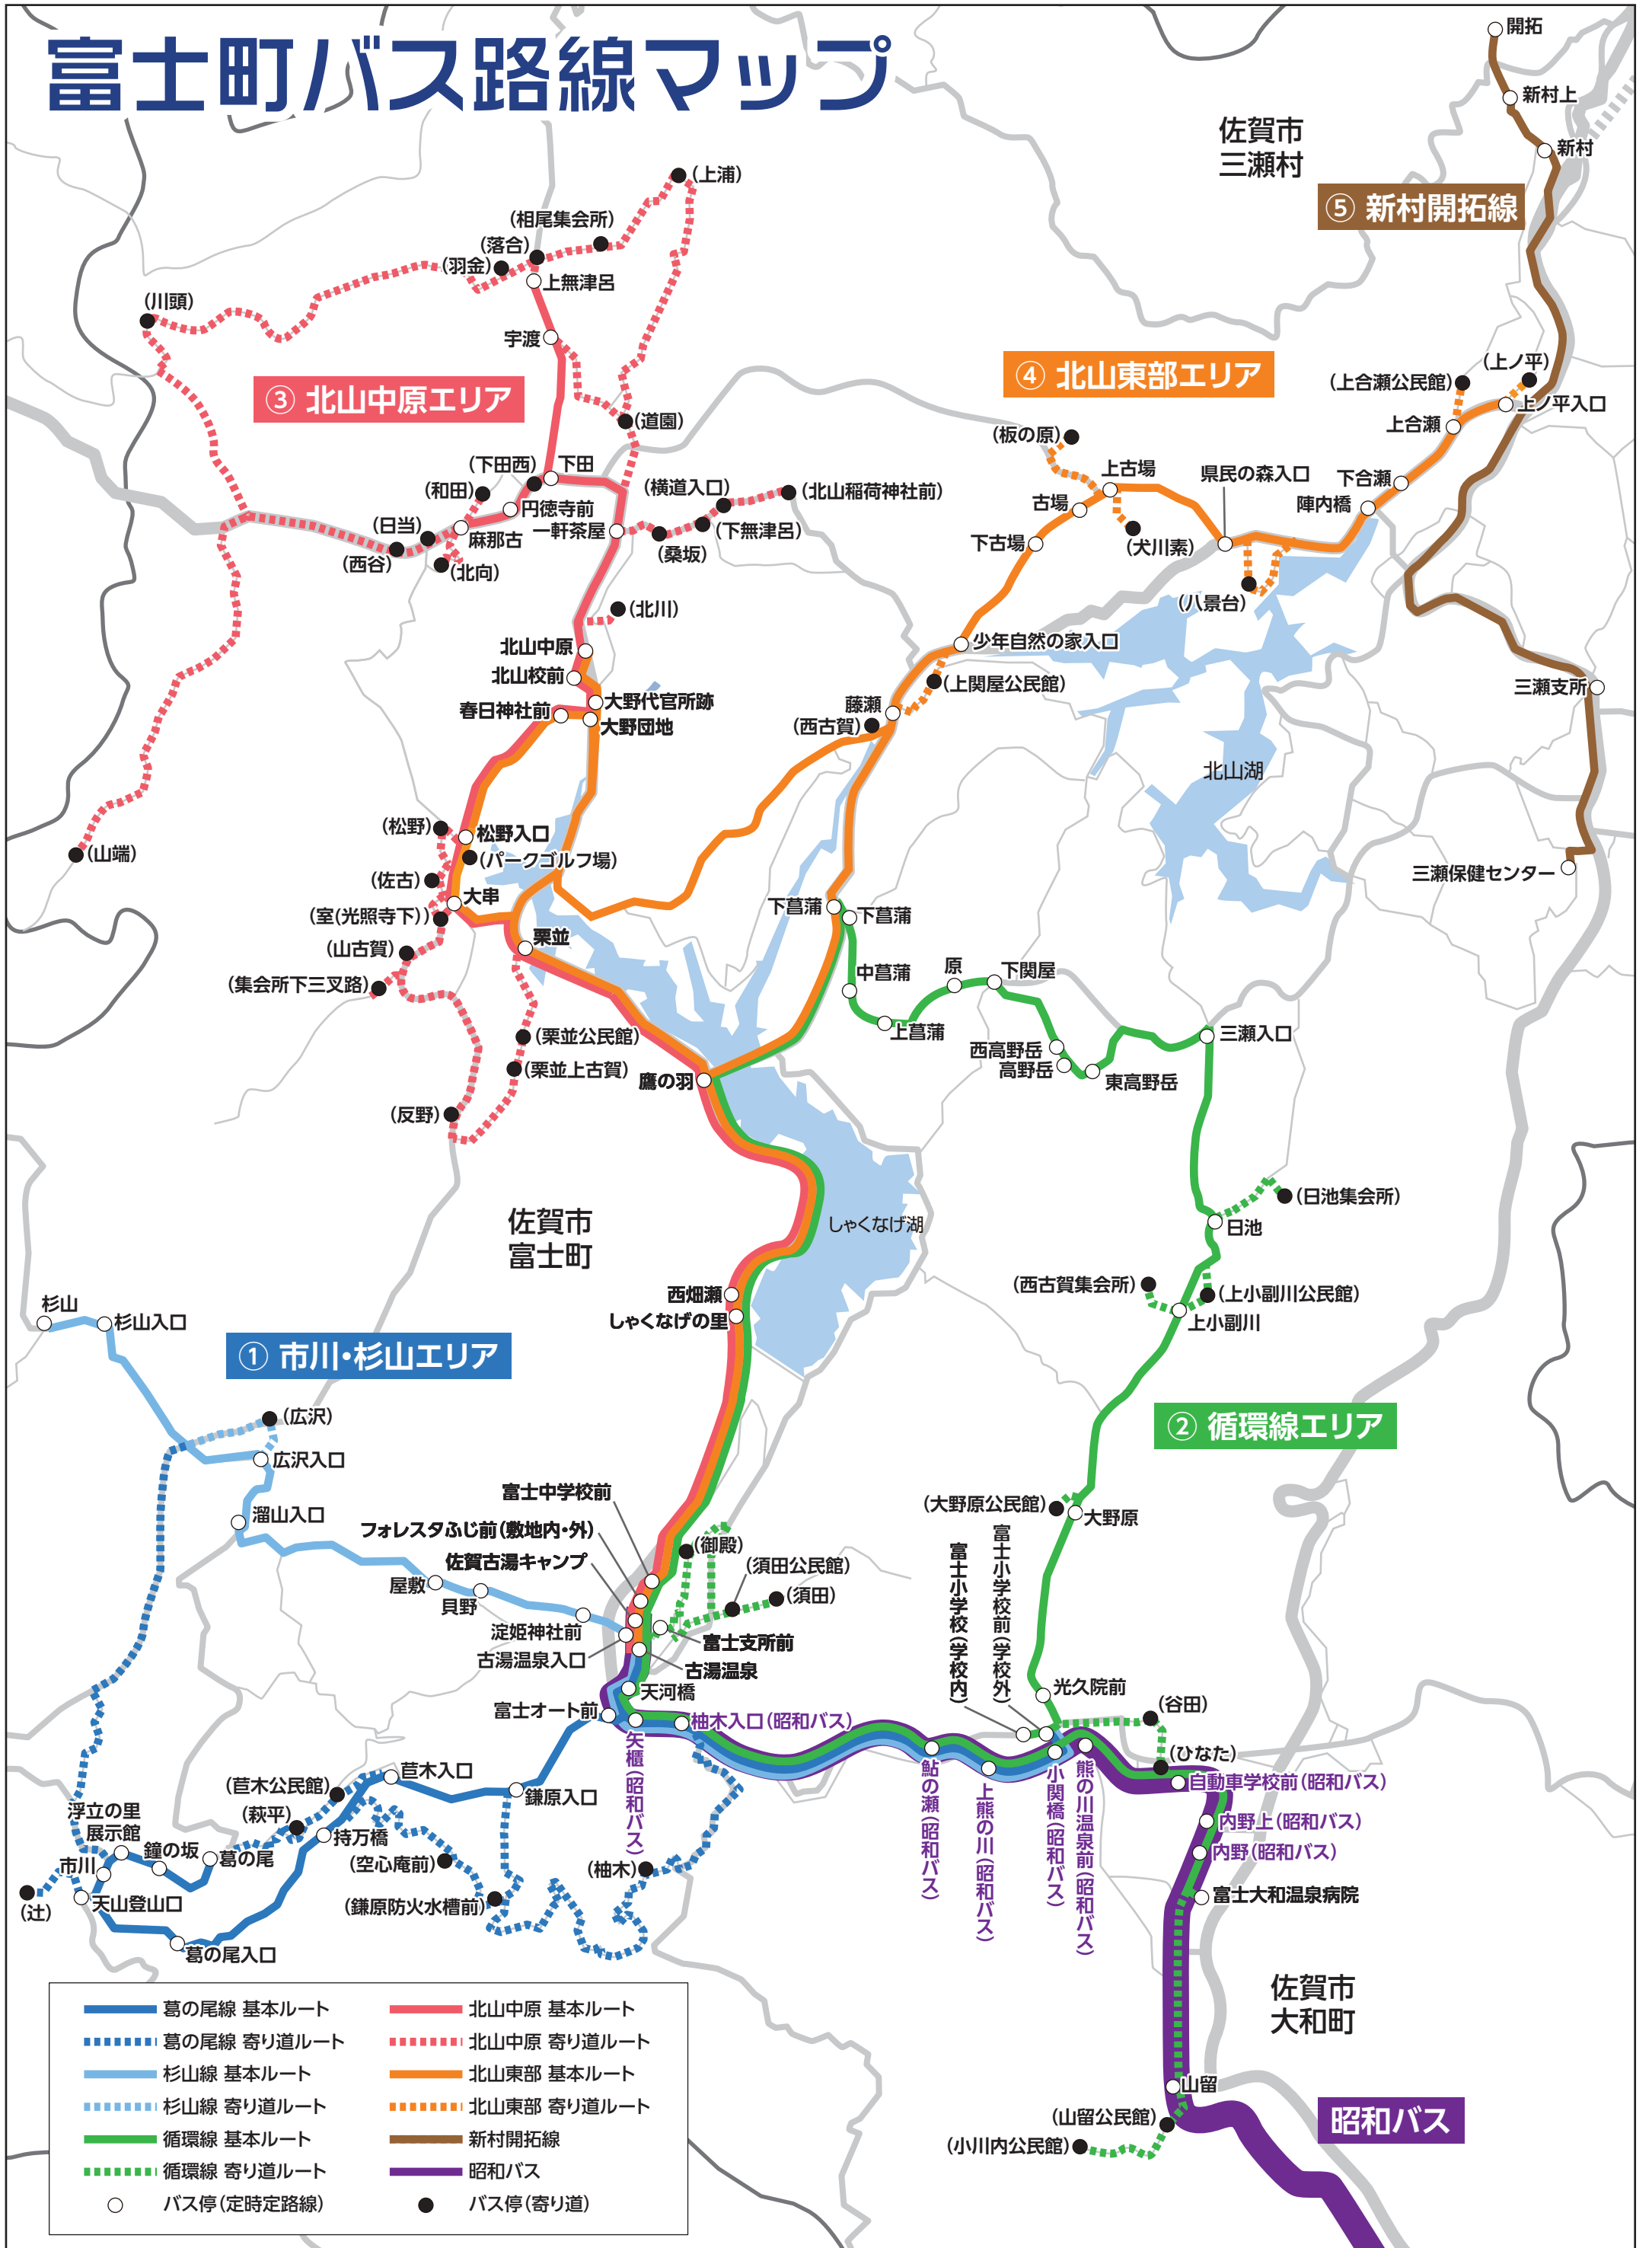 富士町バス路線マップ
開拓
新村上
新村
佐賀市
三瀬村
⑤ 新村開拓線
(上浦)
(相尾集会所)
(落合)
(羽金)
上無津呂
(川頭)
宇渡
③ 北山中原エリア
④ 北山東部エリア
(上ノ平)
(上合瀬公民館)
上ノ平入口
上合瀬
(道園)
(板の原)
(下田西)
下田
上古場
県民の森入口
下合瀬
(和田)
(横道入口)
(北山稲荷神社前)
古場
陣内橋
円徳寺前
(日当)
麻那古
一軒茶屋
(下無津呂)
下古場
(犬川素)
(西谷)
(桑坂)
(北向)
(北川)
(八景台)
北山中原
少年自然の家入口
北山校前
(上関屋公民館)
三瀬支所
大野代官所跡
春日神社前
藤瀬
大野団地
(西古賀)
北山湖
(松野)
松野入口
(山端)
(パークゴルフ場)
三瀬保健センター
(佐古)
大串
下菖蒲
下菖蒲
(室(光照寺下))
栗並
(山古賀)
中菖蒲
原
下関屋
(集会所下三叉路)
上菖蒲
三瀬入口
(栗並公民館)
西高野岳
(栗並上古賀)
高野岳
鷹の羽
東高野岳
(反野)
(日池集会所)
佐賀市
富士町
しゃくなげ湖
日池
(西古賀集会所)
(上小副川公民館)
西畑瀬
杉山
しゃくなげの里
杉山入口
上小副川
① 市川・杉山エリア
(広沢)
② 循環線エリア
広沢入口
富士中学校前
(大野原公民館)
溜山入口
大野原
フォレスタふじ前(敷地内・外)
(御殿)
佐賀古湯キャンプ
(須田公民館)
屋敷
(須田)
貝野
富士小学校(学校内)
富士小学校前(学校外)
淀姫神社前
富士支所前
古湯温泉入口
古湯温泉
天河橋
光久院前
(谷田)
富士オート前
柚木入口(昭和バス)
矢櫃(昭和バス)
(ひなた)
苣木入口
自動車学校前(昭和バス)
(苣木公民館)
鎌原入口
鮎の瀬(昭和バス)
上熊の川(昭和バス)
小関橋(昭和バス)
熊の川温泉前(昭和バス)
浮立の里
展示館
(萩平)
内野上(昭和バス)
鐘の坂
持万橋
内野(昭和バス)
市川
葛の尾
(空心庵前)
(柚木)
天山登山口
(鎌原防火水槽前)
富士大和温泉病院
(辻)
葛の尾入口
佐賀市
大和町
葛の尾線 基本ルート
葛の尾線 寄り道ルート
杉山線 基本ルート
杉山線 寄り道ルート
循環線 基本ルート
循環線 寄り道ルート
バス停(定時定路線)
北山中原 基本ルート
北山中原 寄り道ルート
北山東部 基本ルート
北山東部 寄り道ルート
新村開拓線
昭和バス
バス停(寄り道)
山留
(山留公民館)
昭和バス
(小川内公民館)